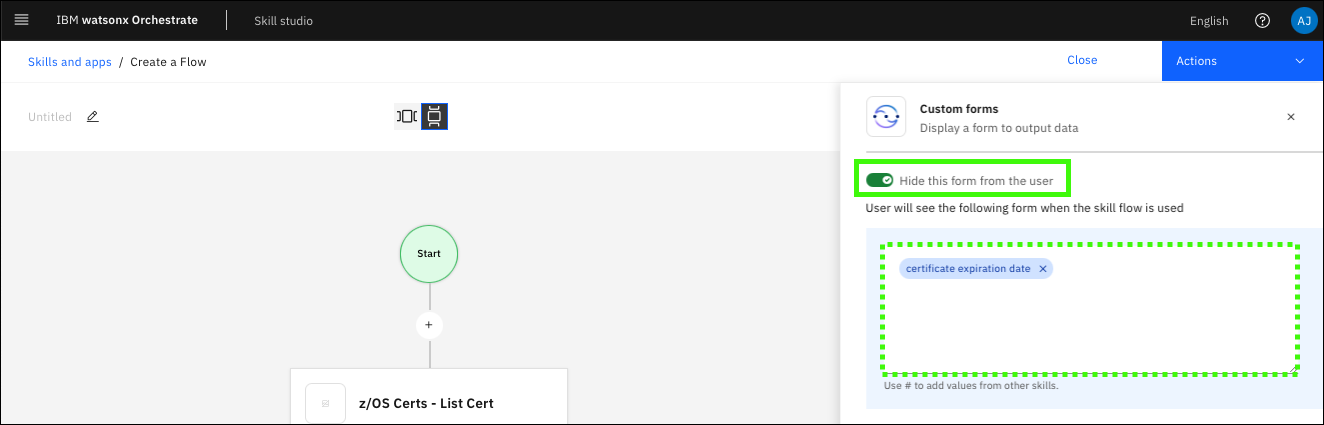 IBM watsonx Orchestrate Skill studio English AJ
Skills and apps / Create a Flow Close Actions
Untitled
Custom forms
Display a form to output data
Hide this form from the user
User will see the following form when the skill flow is used
Start
certificate expiration date ×
+
Use # to add values from other skills.
z/OS Certs - List Cert